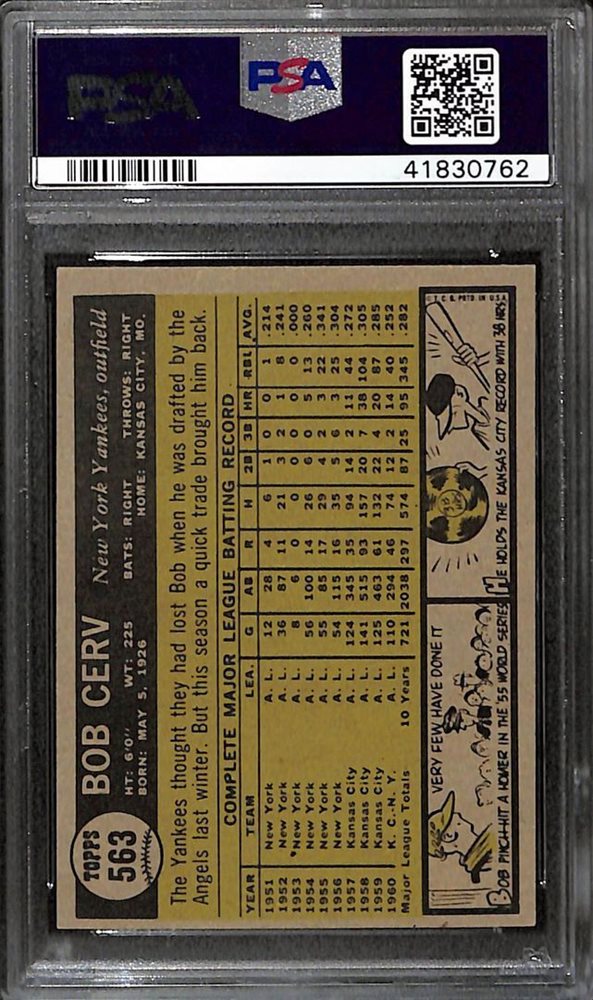 PSA
PSA
41830762
TOPPS
563
BOB CERV New York Yankees, outfield
HT: 6'0" WT: 225 BATS: RIGHT THROWS: RIGHT
BORN: MAY 5, 1926 HOME: KANSAS CITY, MO.
The Yankees thought they had lost Bob when he was drafted by the
Angels last winter. But this season a quick trade brought him back.
COMPLETE MAJOR LEAGUE BATTING RECORD
YEAR TEAM LEA. G AB R H 2B 3B HR RBI. AVG.
1951 New York A. L. 12 28 4 6 1 0 0 1 .214
1952 New York A. L. 36 87 11 21 3 2 1 8 .241
1953 *New York A. L. 8 6 0 0 0 0 0 0 .000
1954 New York A. L. 56 100 14 26 6 0 5 13 .260
1955 New York A. L. 55 85 17 29 4 2 3 22 .341
1956 New York A. L. 54 115 16 35 5 6 3 25 .304
1957 Kansas City A. L. 124 345 35 94 14 2 11 44 .272
1958 Kansas City A. L. 141 515 93 157 20 7 38 104 .305
1959 Kansas City A. L. 125 463 61 132 22 4 20 87 .285
1960 K. C.-N. Y. A. L. 110 294 46 74 12 2 14 40 .252
Major League Totals 10 Years 721 2038 297 574 87 25 95 345 .282
VERY FEW HAVE DONE IT
BOB PINCH-HIT A HOMER IN THE '55 WORLD SERIES
© T. C. G. PRTD. IN U.S.A.
HE HOLDS THE KANSAS CITY RECORD WITH 38 HRS